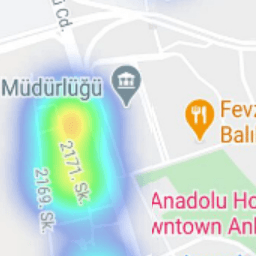 Cd.
Müdürlüğü
Fevz
Balı
2171. Sk.
2169. Sk.
Anadolu Ho
wntown Ank